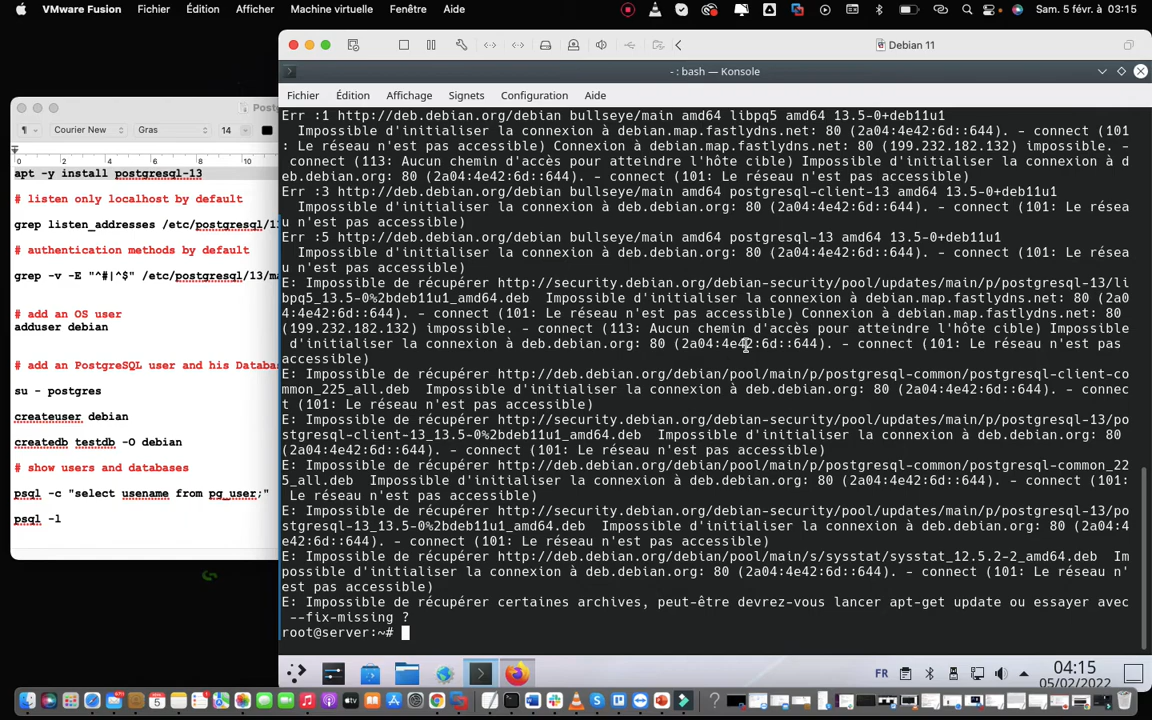 VMware Fusion Fichier Édition Afficher Machine virtuelle Fenêtre Aide Sam. 5 févr. à 03:15
Debian 11
- : bash — Konsole
Fichier Édition Affichage Signets Configuration Aide
Post
Courier New Gras 14
0 2 4 6 8 10
apt -y install postgresql-13
# listen only localhost by default
grep listen_addresses /etc/postgresql/1
# authentication methods by default
grep -v -E "^#|^$" /etc/postgresql/13/ma
# add an OS user
adduser debian
# add an PostgreSQL user and his Databas
su - postgres
createuser debian
createdb testdb -O debian
# show users and databases
psql -c "select usename from pg_user;"
psql -l
Err :1 http://deb.debian.org/debian bullseye/main amd64 libpq5 amd64 13.5-0+deb11u1
Impossible d'initialiser la connexion à debian.map.fastlydns.net: 80 (2a04:4e42:6d::644). - connect (101
: Le réseau n'est pas accessible) Connexion à debian.map.fastlydns.net: 80 (199.232.182.132) impossible. -
connect (113: Aucun chemin d'accès pour atteindre l'hôte cible) Impossible d'initialiser la connexion à d
eb.debian.org: 80 (2a04:4e42:6d::644). - connect (101: Le réseau n'est pas accessible)
Err :3 http://deb.debian.org/debian bullseye/main amd64 postgresql-client-13 amd64 13.5-0+deb11u1
Impossible d'initialiser la connexion à deb.debian.org: 80 (2a04:4e42:6d::644). - connect (101: Le résea
u n'est pas accessible)
Err :5 http://deb.debian.org/debian bullseye/main amd64 postgresql-13 amd64 13.5-0+deb11u1
Impossible d'initialiser la connexion à deb.debian.org: 80 (2a04:4e42:6d::644). - connect (101: Le résea
u n'est pas accessible)
E: Impossible de récupérer http://security.debian.org/debian-security/pool/updates/main/p/postgresql-13/li
bpq5_13.5-0%2bdeb11u1_amd64.deb Impossible d'initialiser la connexion à debian.map.fastlydns.net: 80 (2a0
4:4e42:6d::644). - connect (101: Le réseau n'est pas accessible) Connexion à debian.map.fastlydns.net: 80
(199.232.182.132) impossible. - connect (113: Aucun chemin d'accès pour atteindre l'hôte cible) Impossible
d'initialiser la connexion à deb.debian.org: 80 (2a04:4e42:6d::644). - connect (101: Le réseau n'est pas
accessible)
E: Impossible de récupérer http://deb.debian.org/debian/pool/main/p/postgresql-common/postgresql-client-co
mmon_225_all.deb Impossible d'initialiser la connexion à deb.debian.org: 80 (2a04:4e42:6d::644). - connec
t (101: Le réseau n'est pas accessible)
E: Impossible de récupérer http://security.debian.org/debian-security/pool/updates/main/p/postgresql-13/po
stgresql-client-13_13.5-0%2bdeb11u1_amd64.deb Impossible d'initialiser la connexion à deb.debian.org: 80
(2a04:4e42:6d::644). - connect (101: Le réseau n'est pas accessible)
E: Impossible de récupérer http://deb.debian.org/debian/pool/main/p/postgresql-common/postgresql-common_22
5_all.deb Impossible d'initialiser la connexion à deb.debian.org: 80 (2a04:4e42:6d::644). - connect (101:
Le réseau n'est pas accessible)
E: Impossible de récupérer http://security.debian.org/debian-security/pool/updates/main/p/postgresql-13/po
stgresql-13_13.5-0%2bdeb11u1_amd64.deb Impossible d'initialiser la connexion à deb.debian.org: 80 (2a04:4
e42:6d::644). - connect (101: Le réseau n'est pas accessible)
E: Impossible de récupérer http://deb.debian.org/debian/pool/main/s/sysstat/sysstat_12.5.2-2_amd64.deb Im
possible d'initialiser la connexion à deb.debian.org: 80 (2a04:4e42:6d::644). - connect (101: Le réseau n'
est pas accessible)
E: Impossible de récupérer certaines archives, peut-être devrez-vous lancer apt-get update ou essayer avec
--fix-missing ?
root@server:~#
FR 04:15
05/02/2022